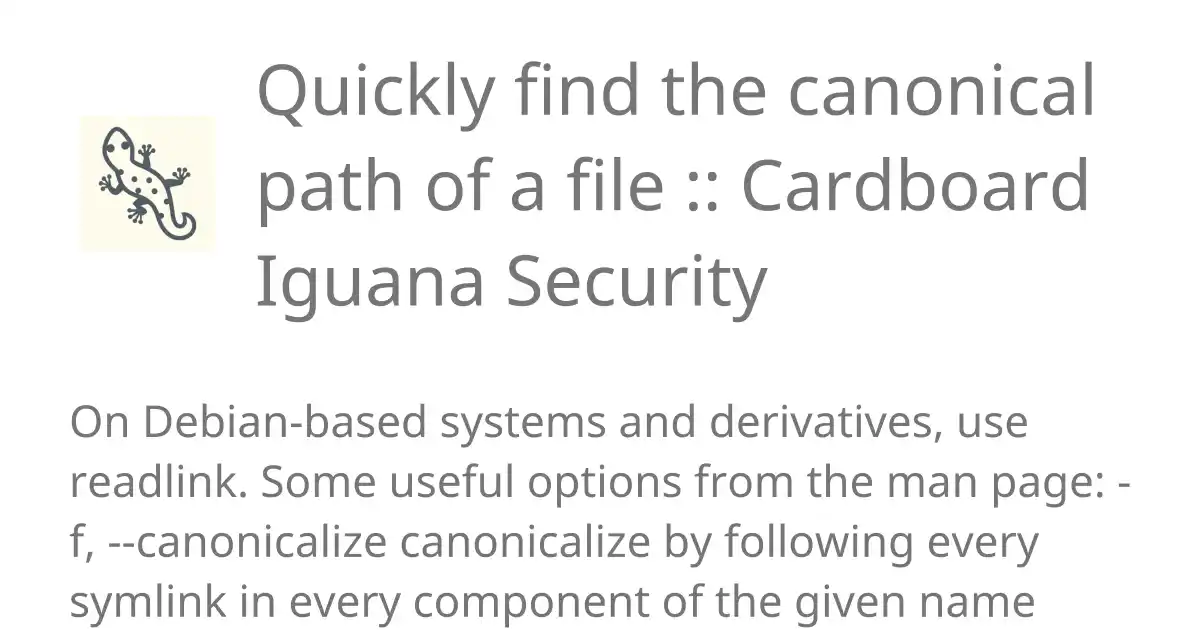 Quickly find the canonical
path of a file :: Cardboard
Iguana Security
On Debian-based systems and derivatives, use
readlink. Some useful options from the man page: -
f, --canonicalize canonicalize by following every
symlink in every component of the given name